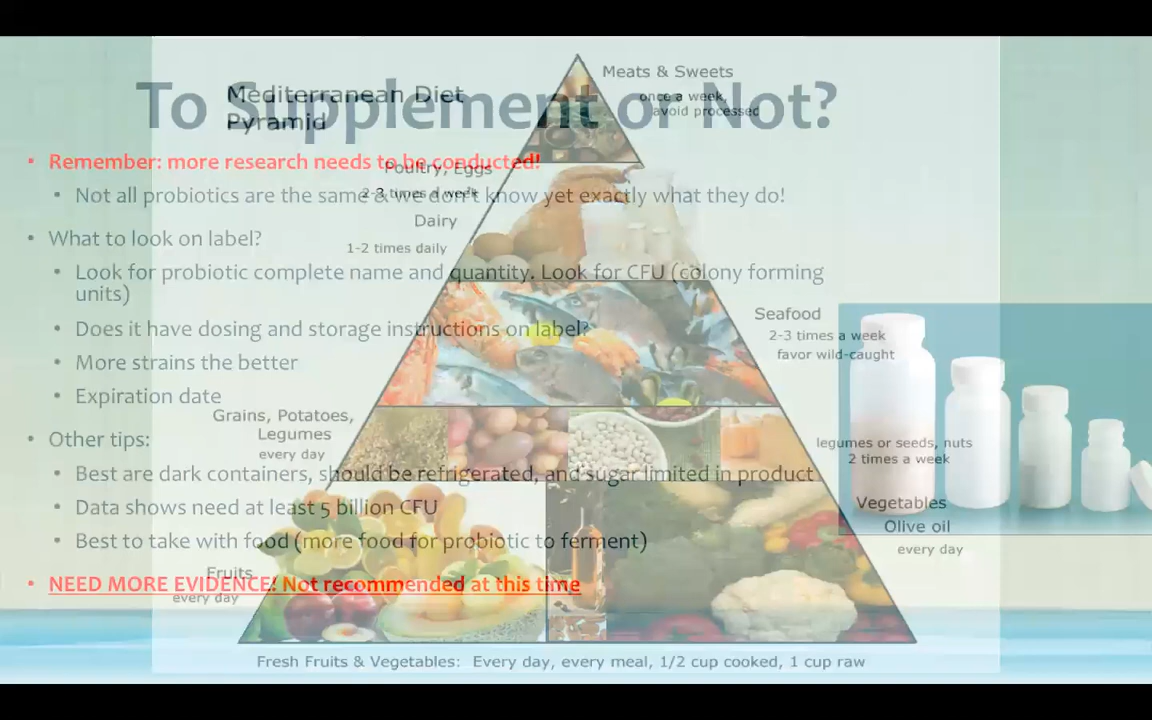 To Supplement or Not?
• Remember: more research needs to be conducted!
• Not all probiotics are the same & we don't know yet exactly what they do!
• What to look on label?
• Look for probiotic complete name and quantity. Look for CFU (colony forming
units)
• Does it have dosing and storage instructions on label?
• More strains the better
• Expiration date
• Other tips:
• Best are dark containers, should be refrigerated, and sugar limited in product
• Data shows need at least 5 billion CFU
• Best to take with food (more food for probiotic to ferment)
• NEED MORE EVIDENCE! Not recommended at this time
Mediterranean Diet
Pyramid
Meats & Sweets
once a week,
avoid processed
Poultry, Eggs
2-3 times a week
Dairy
1-2 times daily
Seafood
2-3 times a week
favor wild-caught
Grains, Potatoes,
Legumes
every day
legumes or seeds, nuts
2 times a week
Vegetables
Olive oil
every day
Fruits
every day
Fresh Fruits & Vegetables: Every day, every meal, 1/2 cup cooked, 1 cup raw